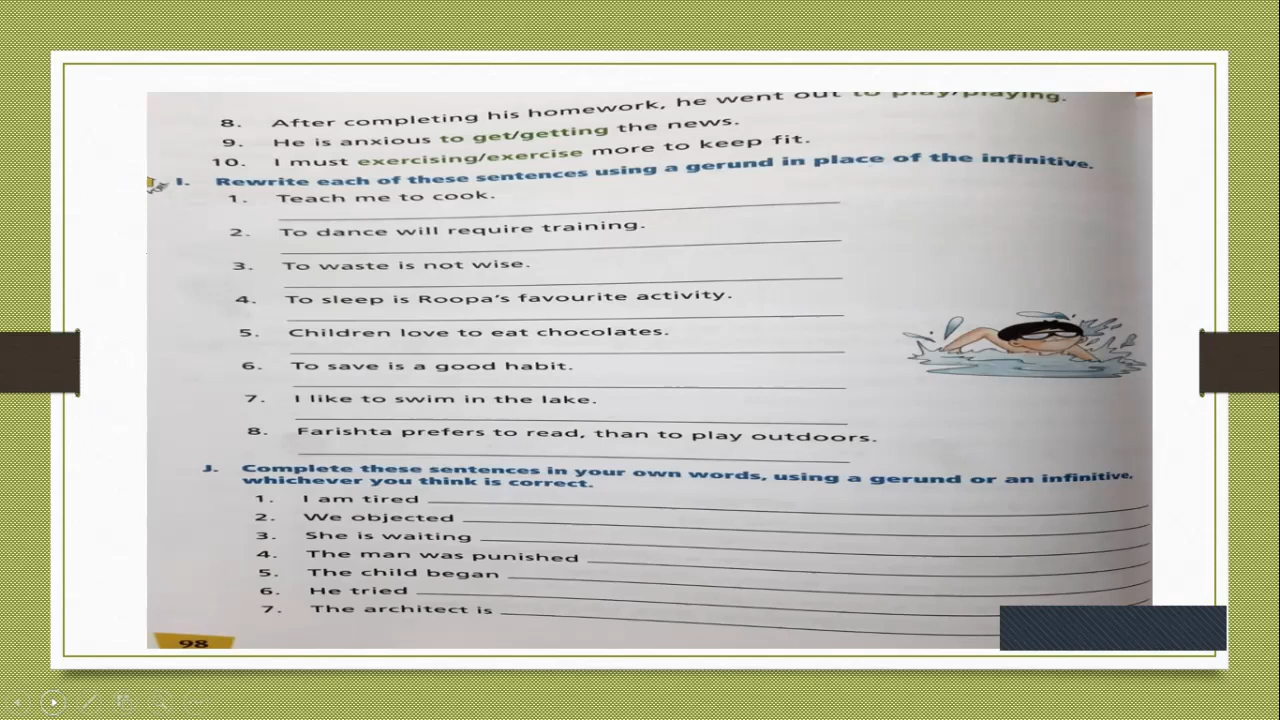 8. After completing his homework, he went out to play/playing.
9. He is anxious to get/getting the news.
10. I must exercising/exercise more to keep fit.
I. Rewrite each of these sentences using a gerund in place of the infinitive.
1. Teach me to cook.
2. To dance will require training.
3. To waste is not wise.
4. To sleep is Roopa's favourite activity.
5. Children love to eat chocolates.
6. To save is a good habit.
7. I like to swim in the lake.
8. Farishta prefers to read, than to play outdoors.
J. Complete these sentences in your own words, using a gerund or an infinitive,
whichever you think is correct.
1. I am tired
2. We objected
3. She is waiting
4. The man was punished
5. The child began
6. He tried
7. The architect is
98